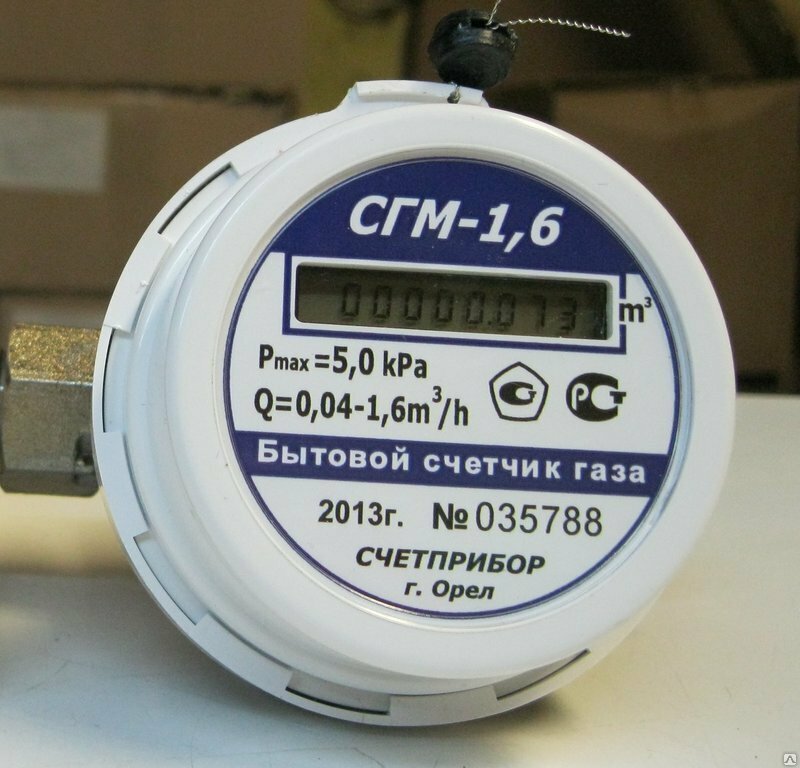 СГМ-1,6
00000.073 m³
Pmax=5,0 kPa
Q=0,04-1,6m³/h
РСТ
Бытовой счетчик газа
2013г. №035788
СЧЕТПРИБОР
г. Орел